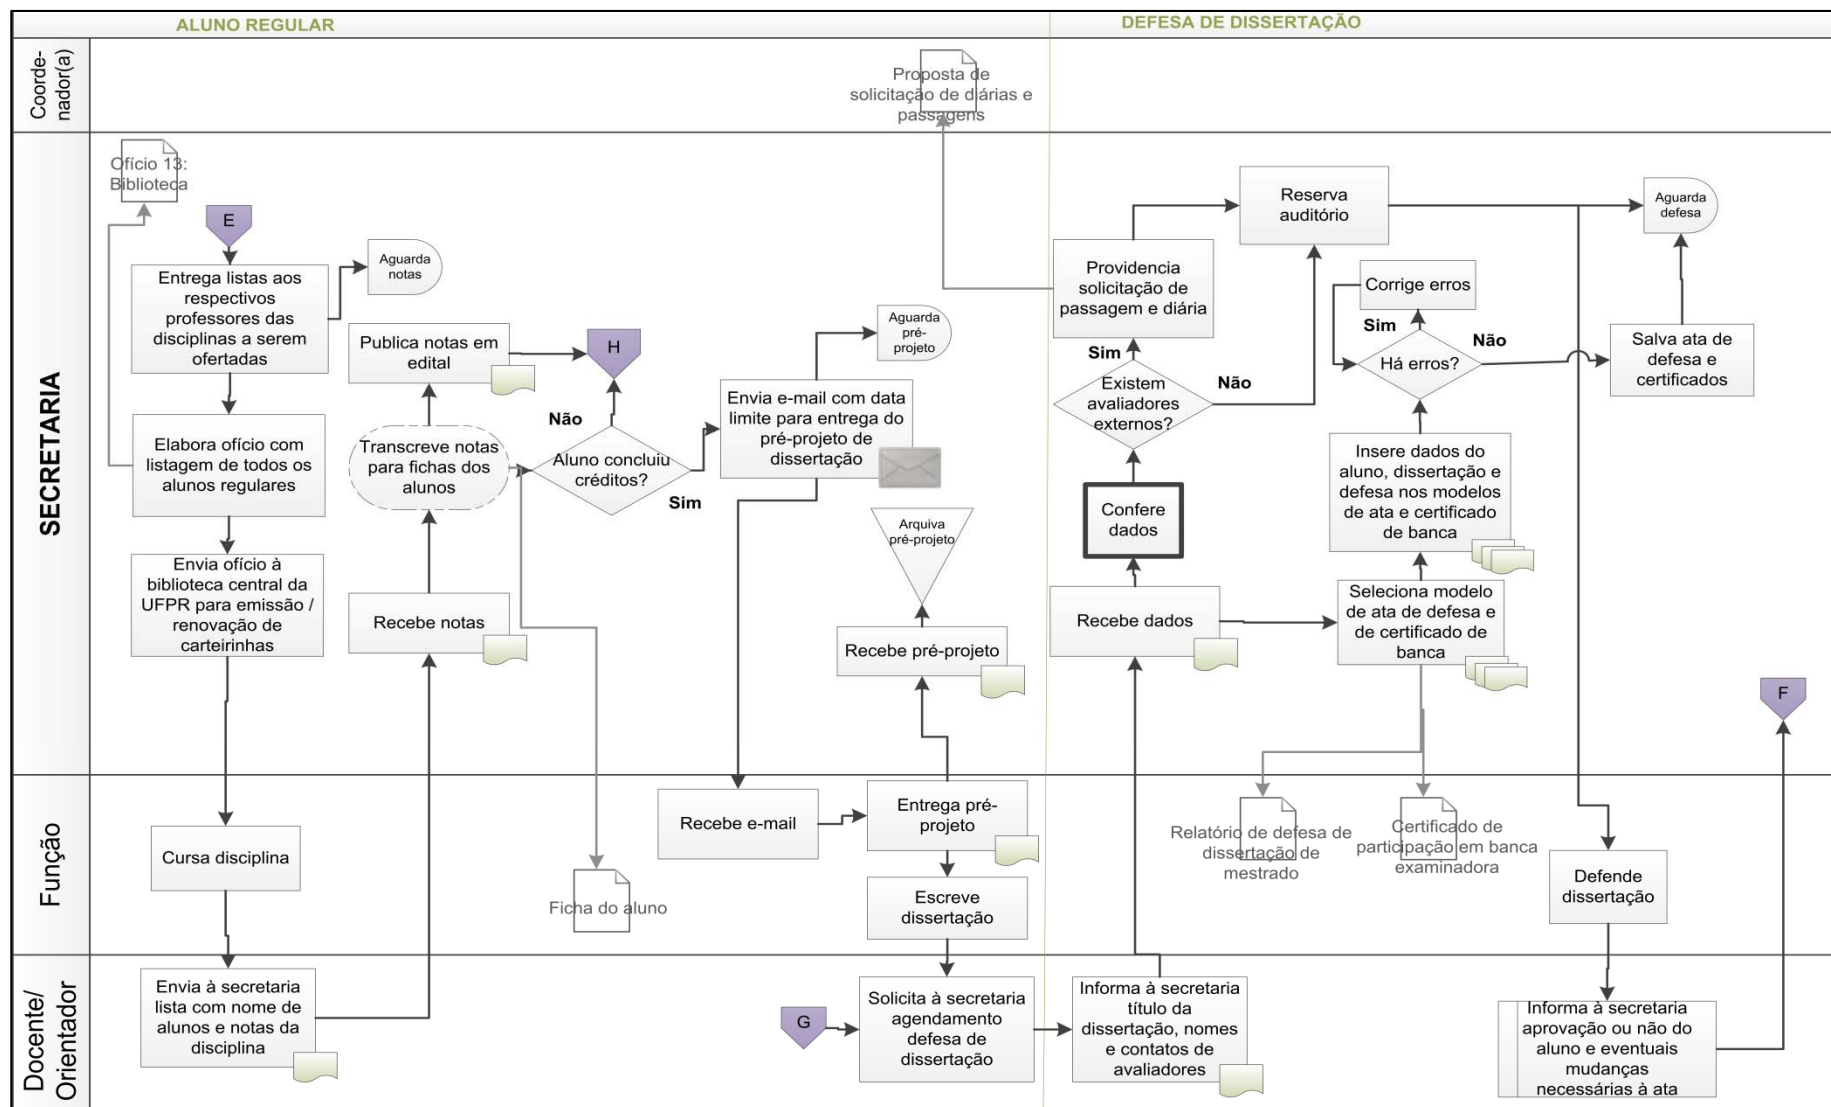 ALUNO REGULAR
DEFESA DE DISSERTAÇÃO
Coorde-
nador(a)
Proposta de
solicitação de diárias e
passagens
SECRETARIA
Ofício 13:
Biblioteca
E
Entrega listas aos
respectivos
professores das
disciplinas a serem
ofertadas
Aguarda
notas
Elabora ofício com
listagem de todos os
alunos regulares
Envia ofício à
biblioteca central da
UFPR para emissão /
renovação de
carteirinhas
Publica notas em
edital
H
Transcreve notas
para fichas dos
alunos
Recebe notas
Não
Aluno concluiu
créditos?
Sim
Aguarda
pré-
projeto
Envia e-mail com data
limite para entrega do
pré-projeto de
dissertação
Arquiva
pré-projeto
Recebe pré-projeto
Reserva
auditório
Providencia
solicitação de
passagem e diária
Sim
Existem
avaliadores
externos?
Não
Confere
dados
Recebe dados
Aguarda
defesa
Corrige erros
Sim
Há erros?
Não
Salva ata de
defesa e
certificados
Insere dados do
aluno, dissertação e
defesa nos modelos
de ata e certificado
de banca
Seleciona modelo
de ata de defesa e
de certificado de
banca
F
Função
Cursa disciplina
Ficha do aluno
Recebe e-mail
Entrega pré-
projeto
Escreve
dissertação
Relatório de defesa de
dissertação de
mestrado
Certificado de
participação em banca
examinadora
Defende
dissertação
Docente/
Orientador
Envia à secretaria
lista com nome de
alunos e notas da
disciplina
G
Solicita à secretaria
agendamento
defesa de
dissertação
Informa à secretaria
título da
dissertação, nomes
e contatos de
avaliadores
Informa à secretaria
aprovação ou não do
aluno e eventuais
mudanças
necessárias à ata